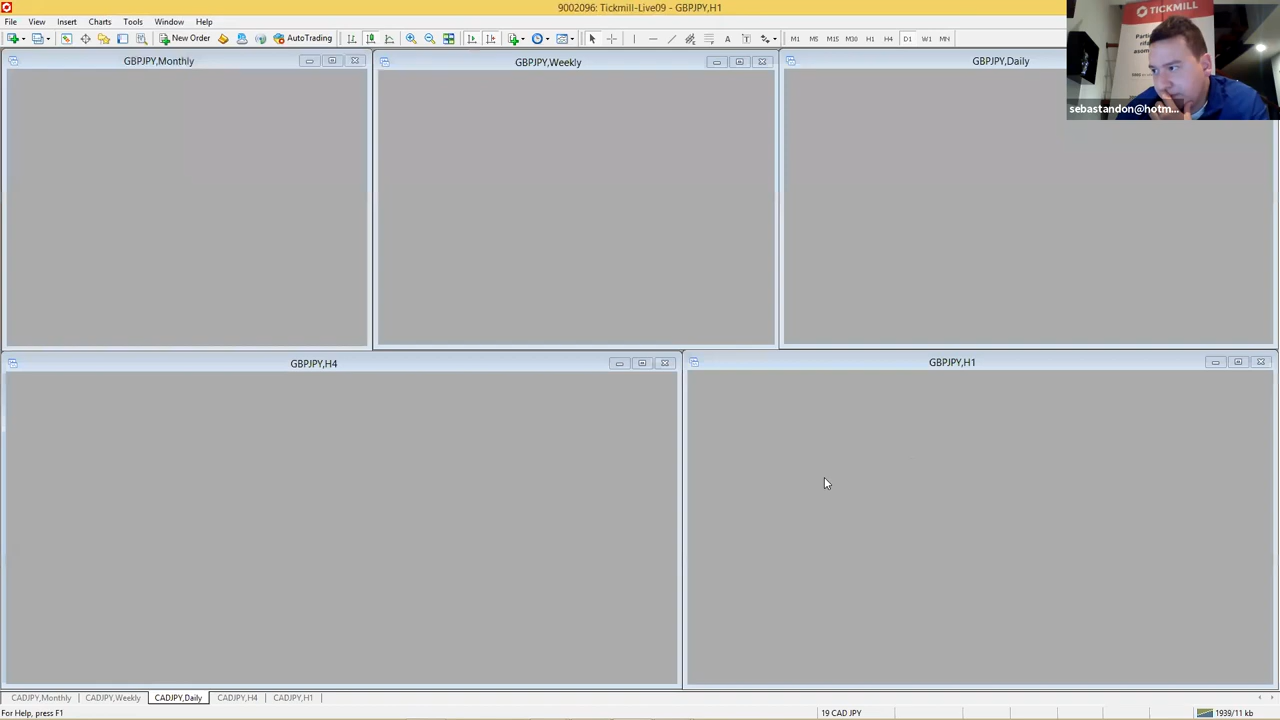 9002096: Tickmill-Live09 - GBPJPY,H1
File View Insert Charts Tools Window Help
New Order AutoTrading M1 M5 M15 M30 H1 H4 D1 W1 MN
TICKMILL
sebastandon@hotm...
GBPJPY,Monthly
GBPJPY,Weekly
GBPJPY,Daily
GBPJPY,H4
GBPJPY,H1
CADJPY,Monthly CADJPY,Weekly CADJPY,Daily CADJPY,H4 CADJPY,H1
For Help, press F1
19 CAD JPY
1939/11 kb